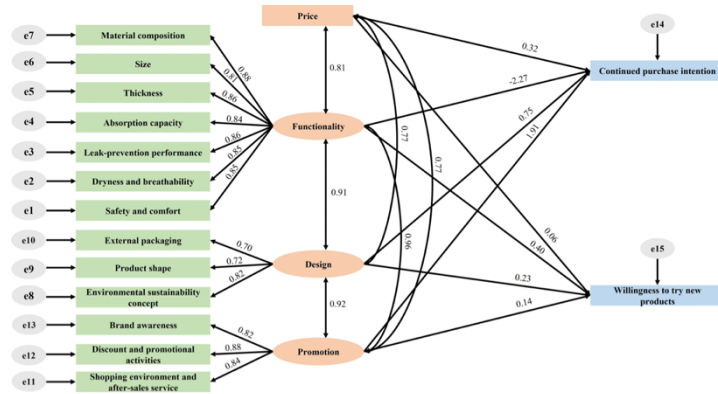 e7
Material composition
0.88
e6
Size
0.81
e5
Thickness
0.86
e4
Absorption capacity
0.84
e3
Leak-prevention performance
0.86
e2
Dryness and breathability
0.85
e1
Safety and comfort
0.85
e10
External packaging
0.70
e9
Product shape
0.72
e8
Environmental sustainability
concept
0.82
e13
Brand awareness
0.82
e12
Discount and promotional
activities
0.88
e11
Shopping environment and
after-sales service
0.84
Price
0.81
Functionality
0.91
Design
0.92
Promotion
0.77
0.77
0.96
0.32
-2.27
0.75
1.91
0.06
0.40
0.23
0.14
e14
Continued purchase intention
e15
Willingness to try new
products